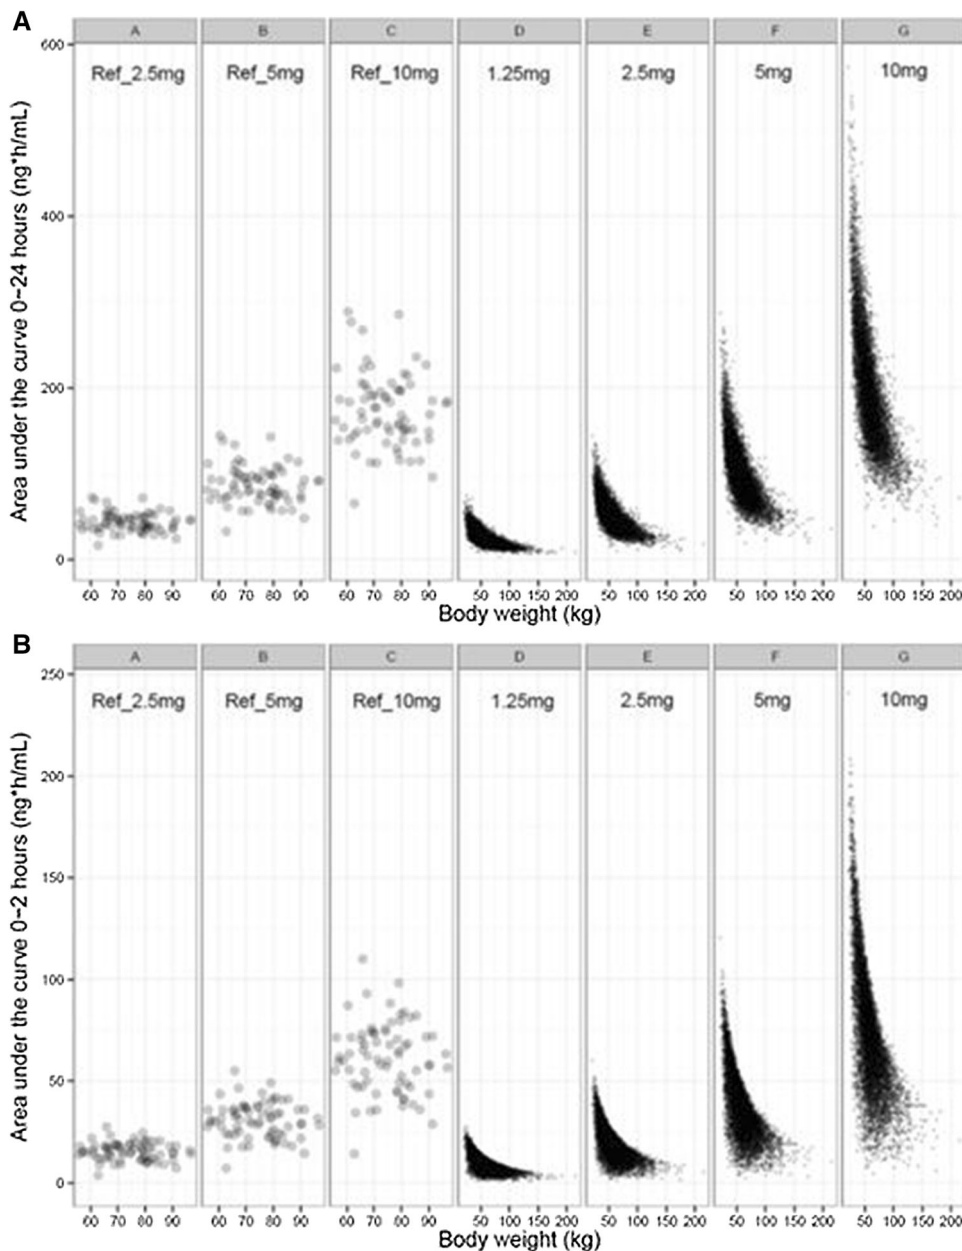 A
A B C D E F G
Ref_2.5mg Ref_5mg Ref_10mg 1.25mg 2.5mg 5mg 10mg
Area under the curve 0-24 hours (ng*h/mL)
600
400
200
0
60 70 80 90 60 70 80 90 60 70 80 90 50 100 150 200 50 100 150 200 50 100 150 200 50 100 150 200
Body weight (kg)
B
A B C D E F G
Ref_2.5mg Ref_5mg Ref_10mg 1.25mg 2.5mg 5mg 10mg
Area under the curve 0-2 hours (ng*h/mL)
250
200
150
100
50
0
60 70 80 90 60 70 80 90 60 70 80 90 50 100 150 200 50 100 150 200 50 100 150 200 50 100 150 200
Body weight (kg)